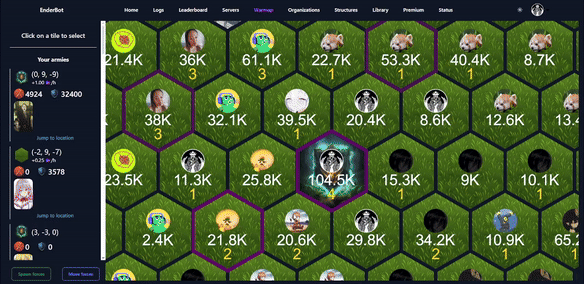 EnderBot
Home Logs Leaderboard Servers Warmap Organizations Structures Library Premium Status
Click on a tile to select
Your armies
(0, 9, -9)
+1.00 /h
4924 32400
Jump to location
(-2, 9, -7)
+0.25 /h
0 3578
Jump to location
(3, -3, 0)
Spawn forces Move forces
21.4K 36K 61.1K 22.7K 53.3K 40.4K 8.7K
3 3 1 1 1
38K 32.1K 39.5K 20.4K 8.6K 12.6K 13.4
3 1
23.5K 11.3K 25.8K 104.5K 15.3K 9K 10.1K
1 4 1 1
2.4K 21.8K 20.6K 29.8K 34.2K 10.9K 65.2
2 2 2 1